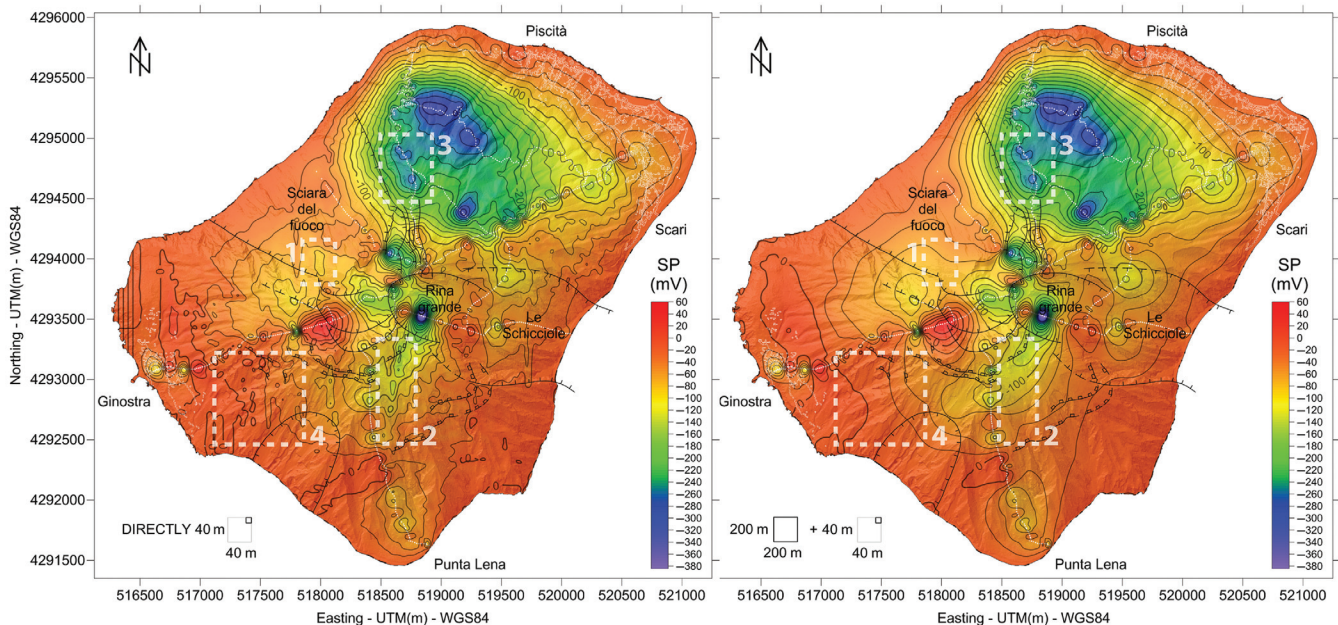 4296000
4295500
4295000
4294500
4294000
4293500
4293000
4292500
4292000
4291500
Northing - UTM(m) - WGS84
N
Piscità
-100
3
-100
-200
Sciara
del
fuoco
Scari
1
Rina
grande
Le
Schicciole
Ginostra
4
2
DIRECTLY 40 m
40 m
Punta Lena
SP
(mV)
60
40
20
0
−20
−40
−60
−80
−100
−120
−140
−160
−180
−200
−220
−240
−260
−280
−300
−320
−340
−360
−380
516500 517000 517500 518000 518500 519000 519500 520000 520500 521000
Easting - UTM(m) - WGS84
N
Piscità
-100
3
-100
-200
Sciara
del
fuoco
Scari
1
Rina
grande
Le
Schicciole
Ginostra
-100
4
2
200 m + 40 m
200 m 40 m
Punta Lena
SP
(mV)
60
40
20
0
−20
−40
−60
−80
−100
−120
−140
−160
−180
−200
−220
−240
−260
−280
−300
−320
−340
−360
−380
516500 517000 517500 518000 518500 519000 519500 520000 520500 521000
Easting - UTM(m) - WGS84